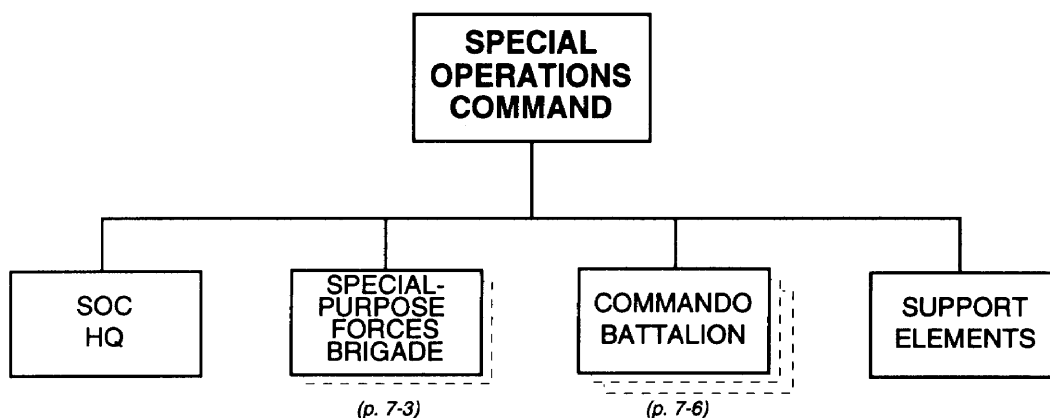 SPECIAL
OPERATIONS
COMMAND
SOC
HQ
SPECIAL-
PURPOSE
FORCES
BRIGADE
COMMANDO
BATTALION
SUPPORT
ELEMENTS
(p. 7-3)
(p. 7-6)